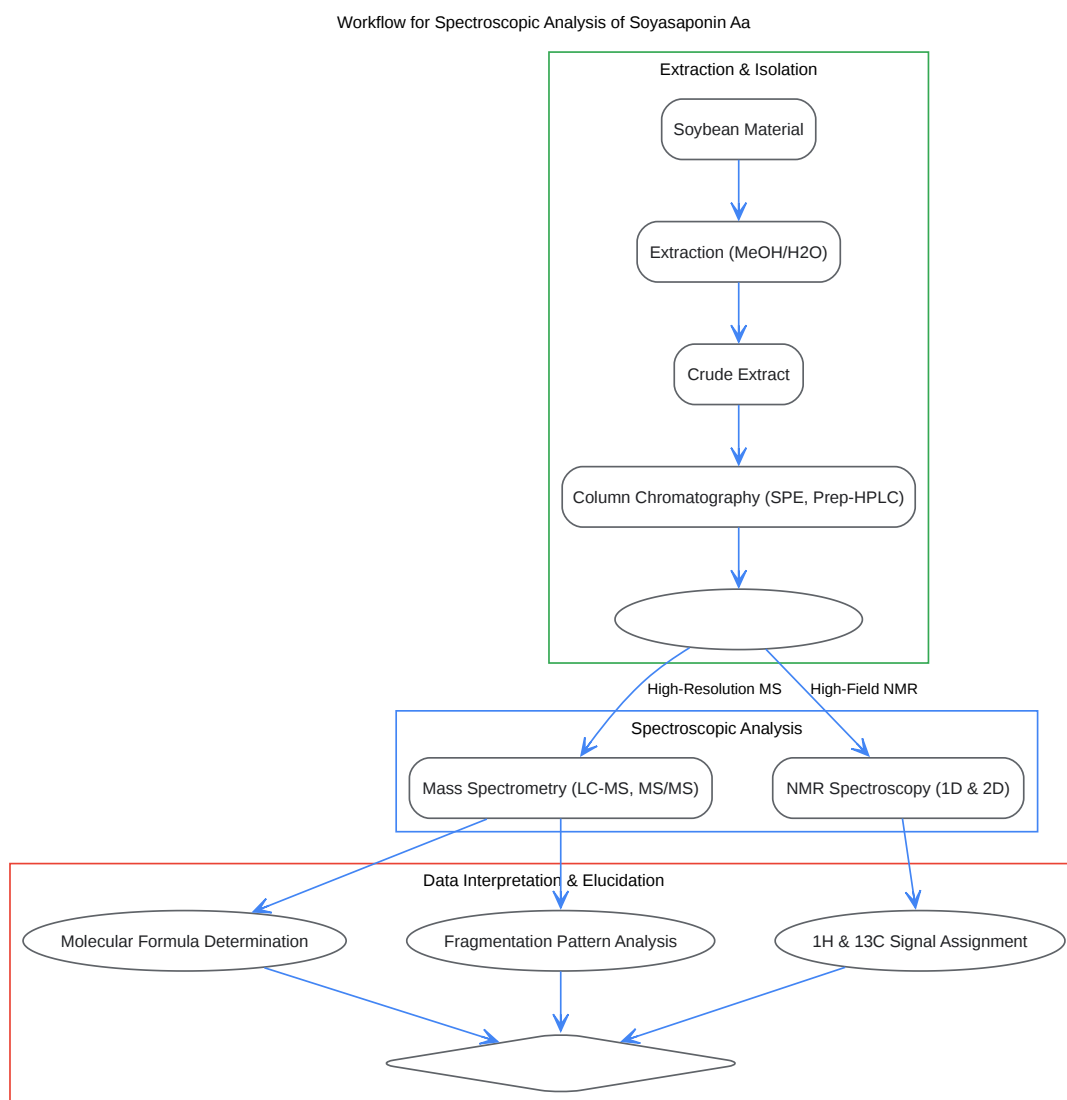 Workflow for Spectroscopic Analysis of Soyasaponin Aa
Extraction & Isolation
Soybean Material
Extraction (MeOH/H2O)
Crude Extract
Column Chromatography (SPE, Prep-HPLC)
High-Resolution MS
High-Field NMR
Spectroscopic Analysis
Mass Spectrometry (LC-MS, MS/MS)
NMR Spectroscopy (1D & 2D)
Data Interpretation & Elucidation
Molecular Formula Determination
Fragmentation Pattern Analysis
1H & 13C Signal Assignment